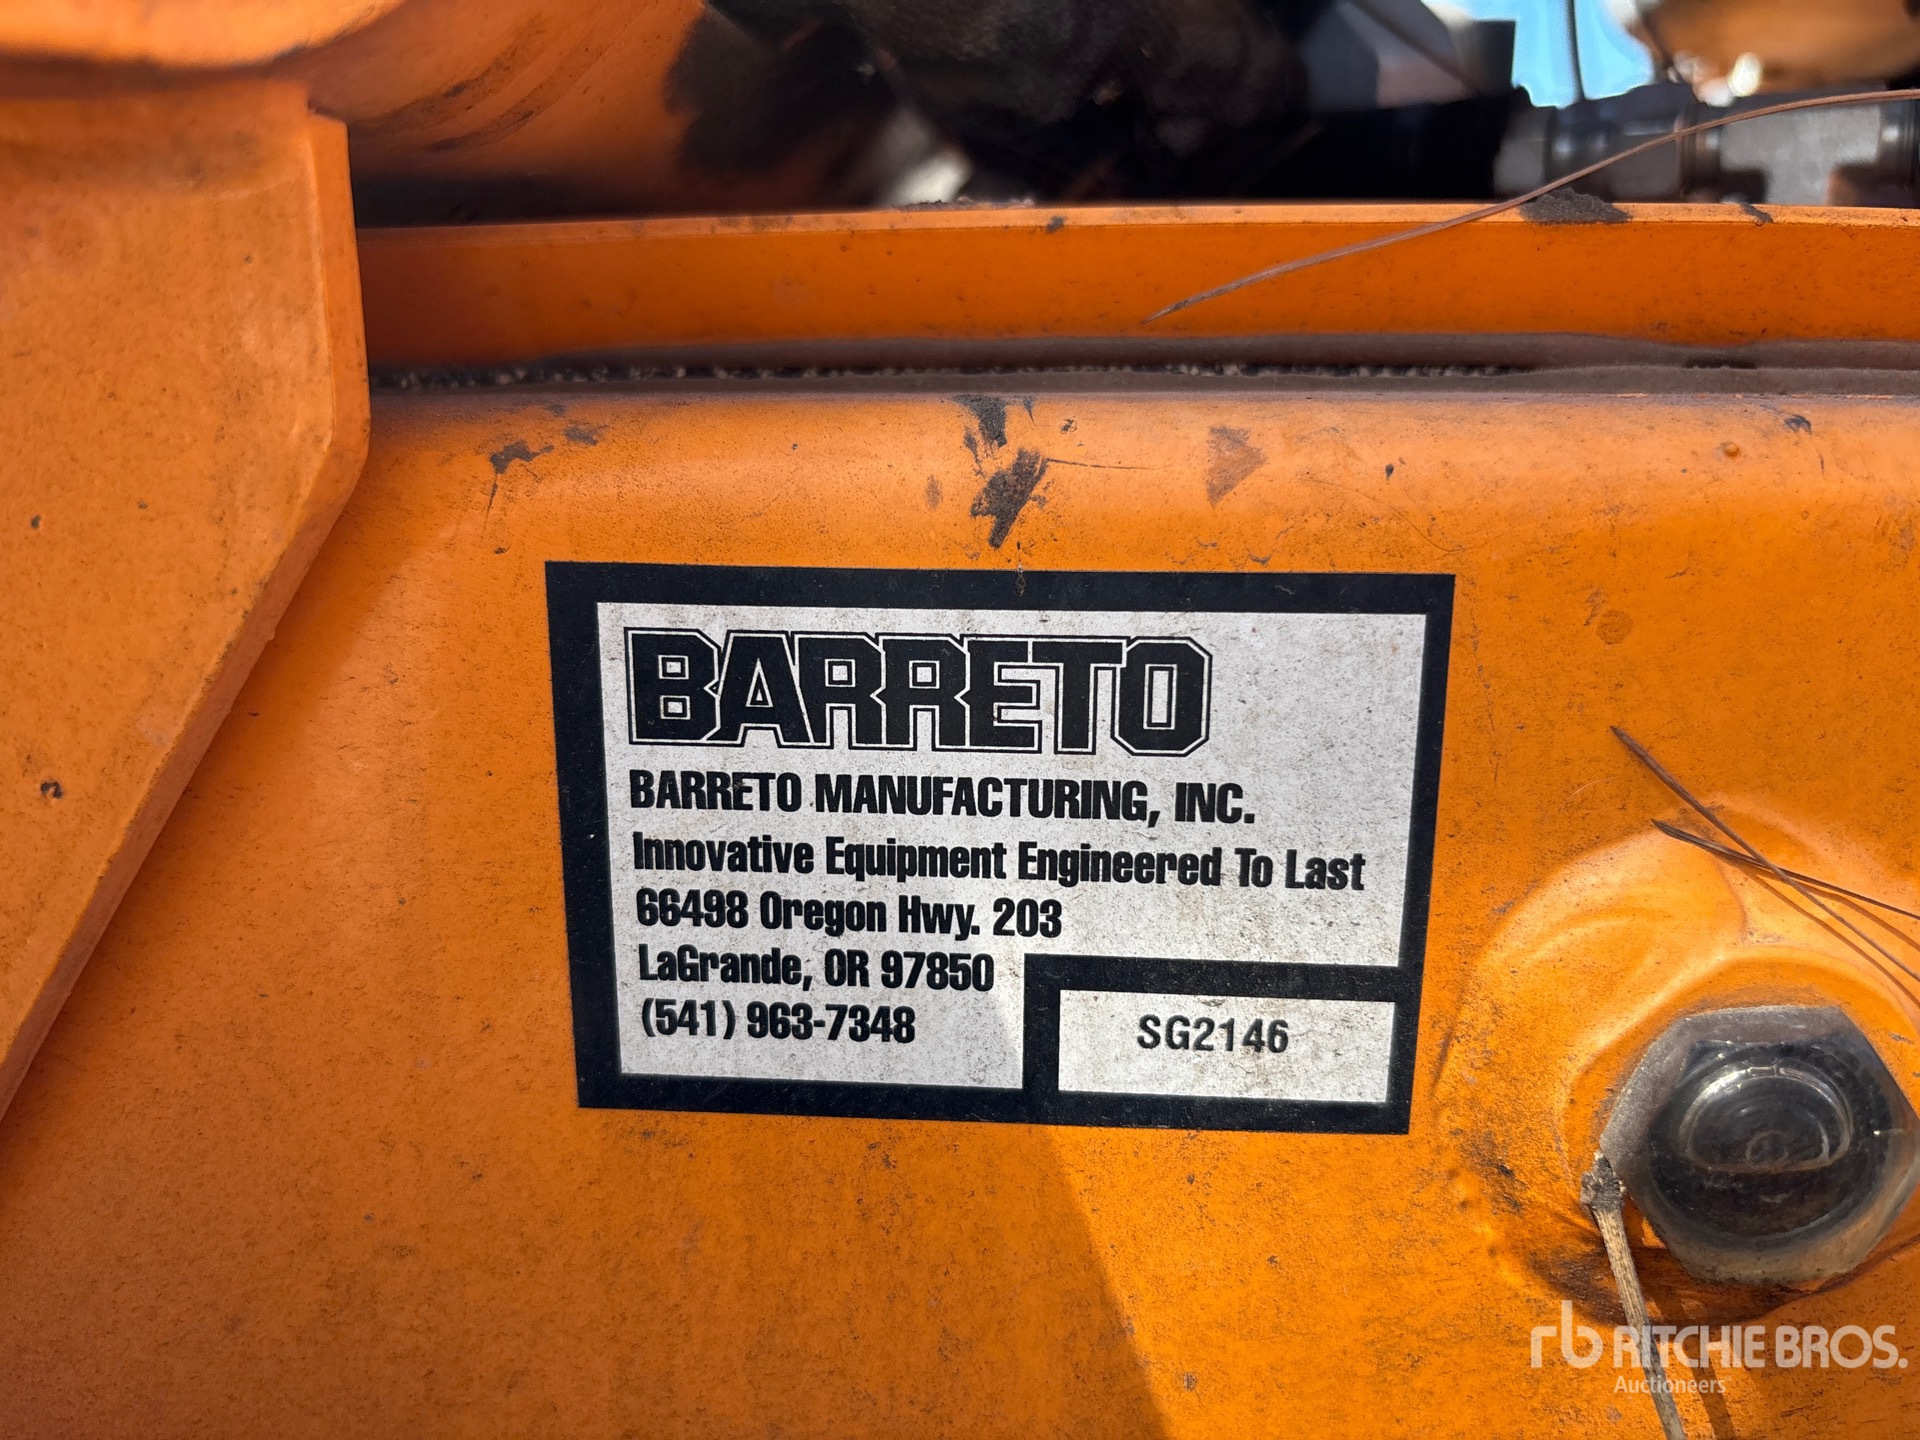 BARRETO
BARRETO MANUFACTURING, INC.
Innovative Equipment Engineered To Last
66498 Oregon Hwy. 203
LaGrande, OR 97850
(541) 963-7348
SG2146
rb RITCHIE BROS.
Auctioneers